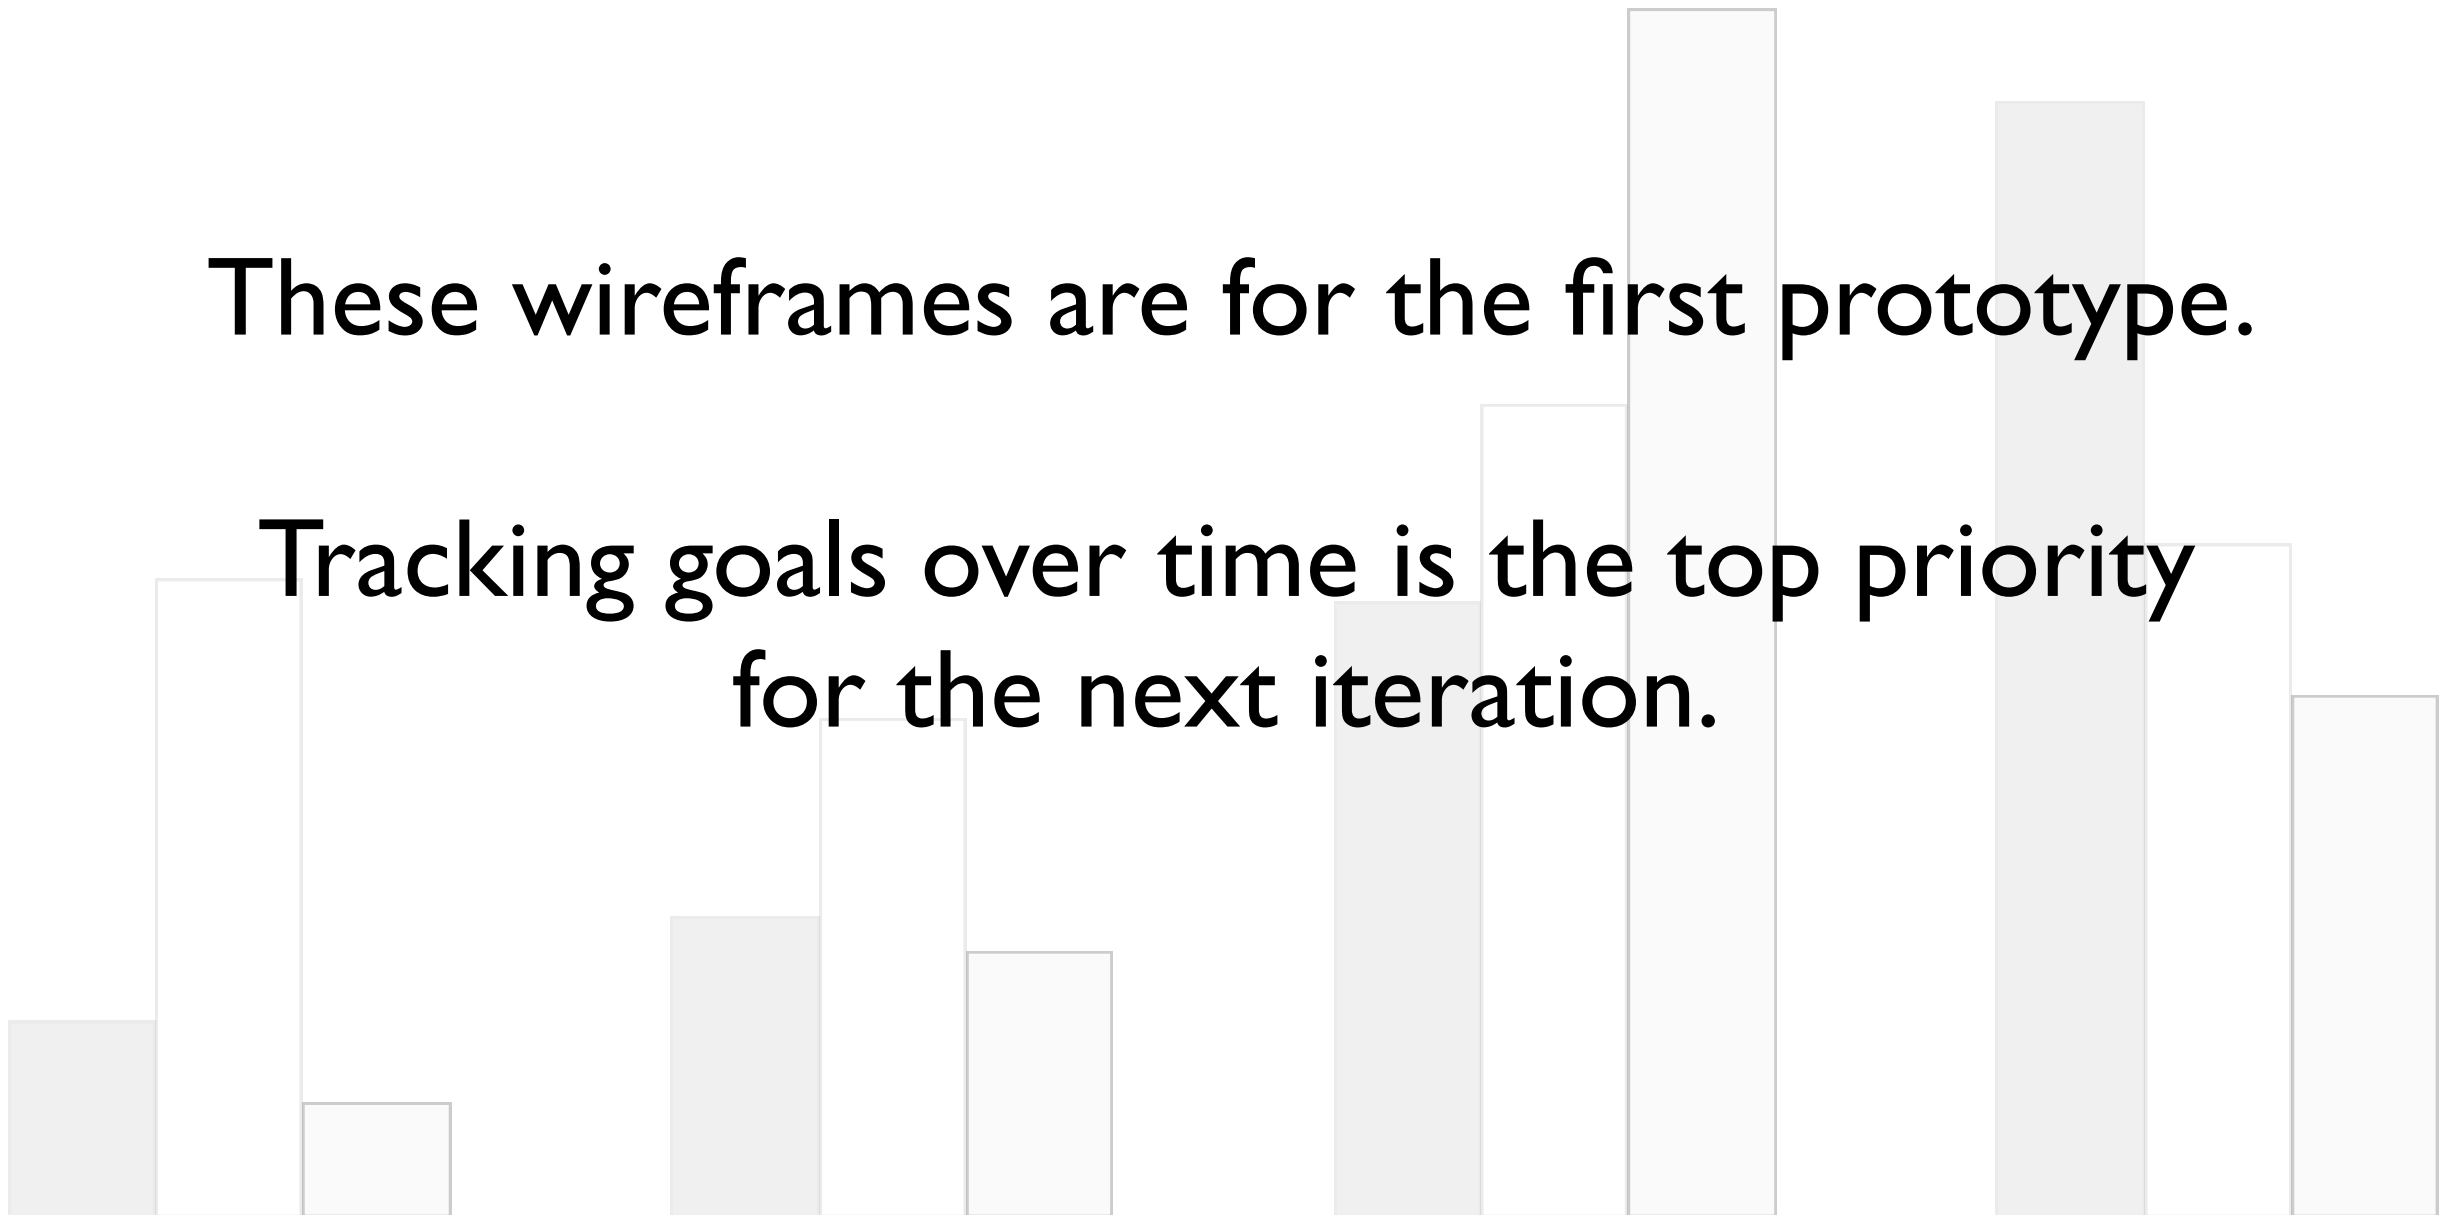 These wireframes are for the first prototype.
Tracking goals over time is the top priority
for the next iteration.